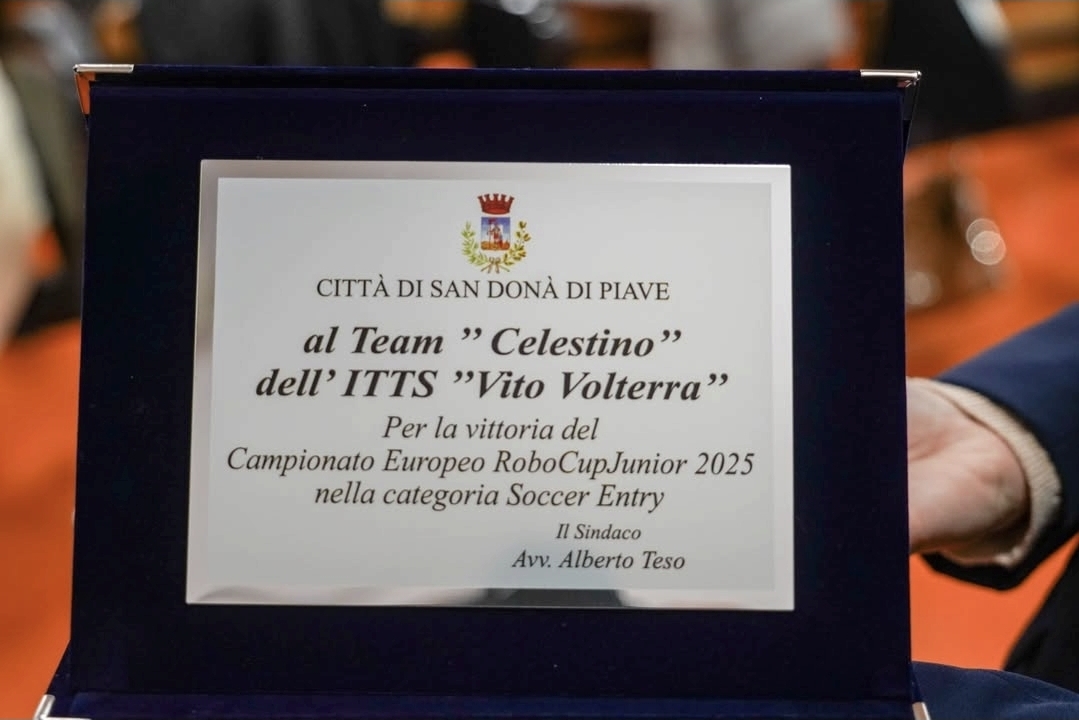 CITTÀ DI SAN DONÀ DI PIAVE
al Team ” Celestino”
dell’ ITTS ”Vito Volterra”
Per la vittoria del
Campionato Europeo RoboCupJunior 2025
nella categoria Soccer Entry
Il Sindaco
Avv. Alberto Teso